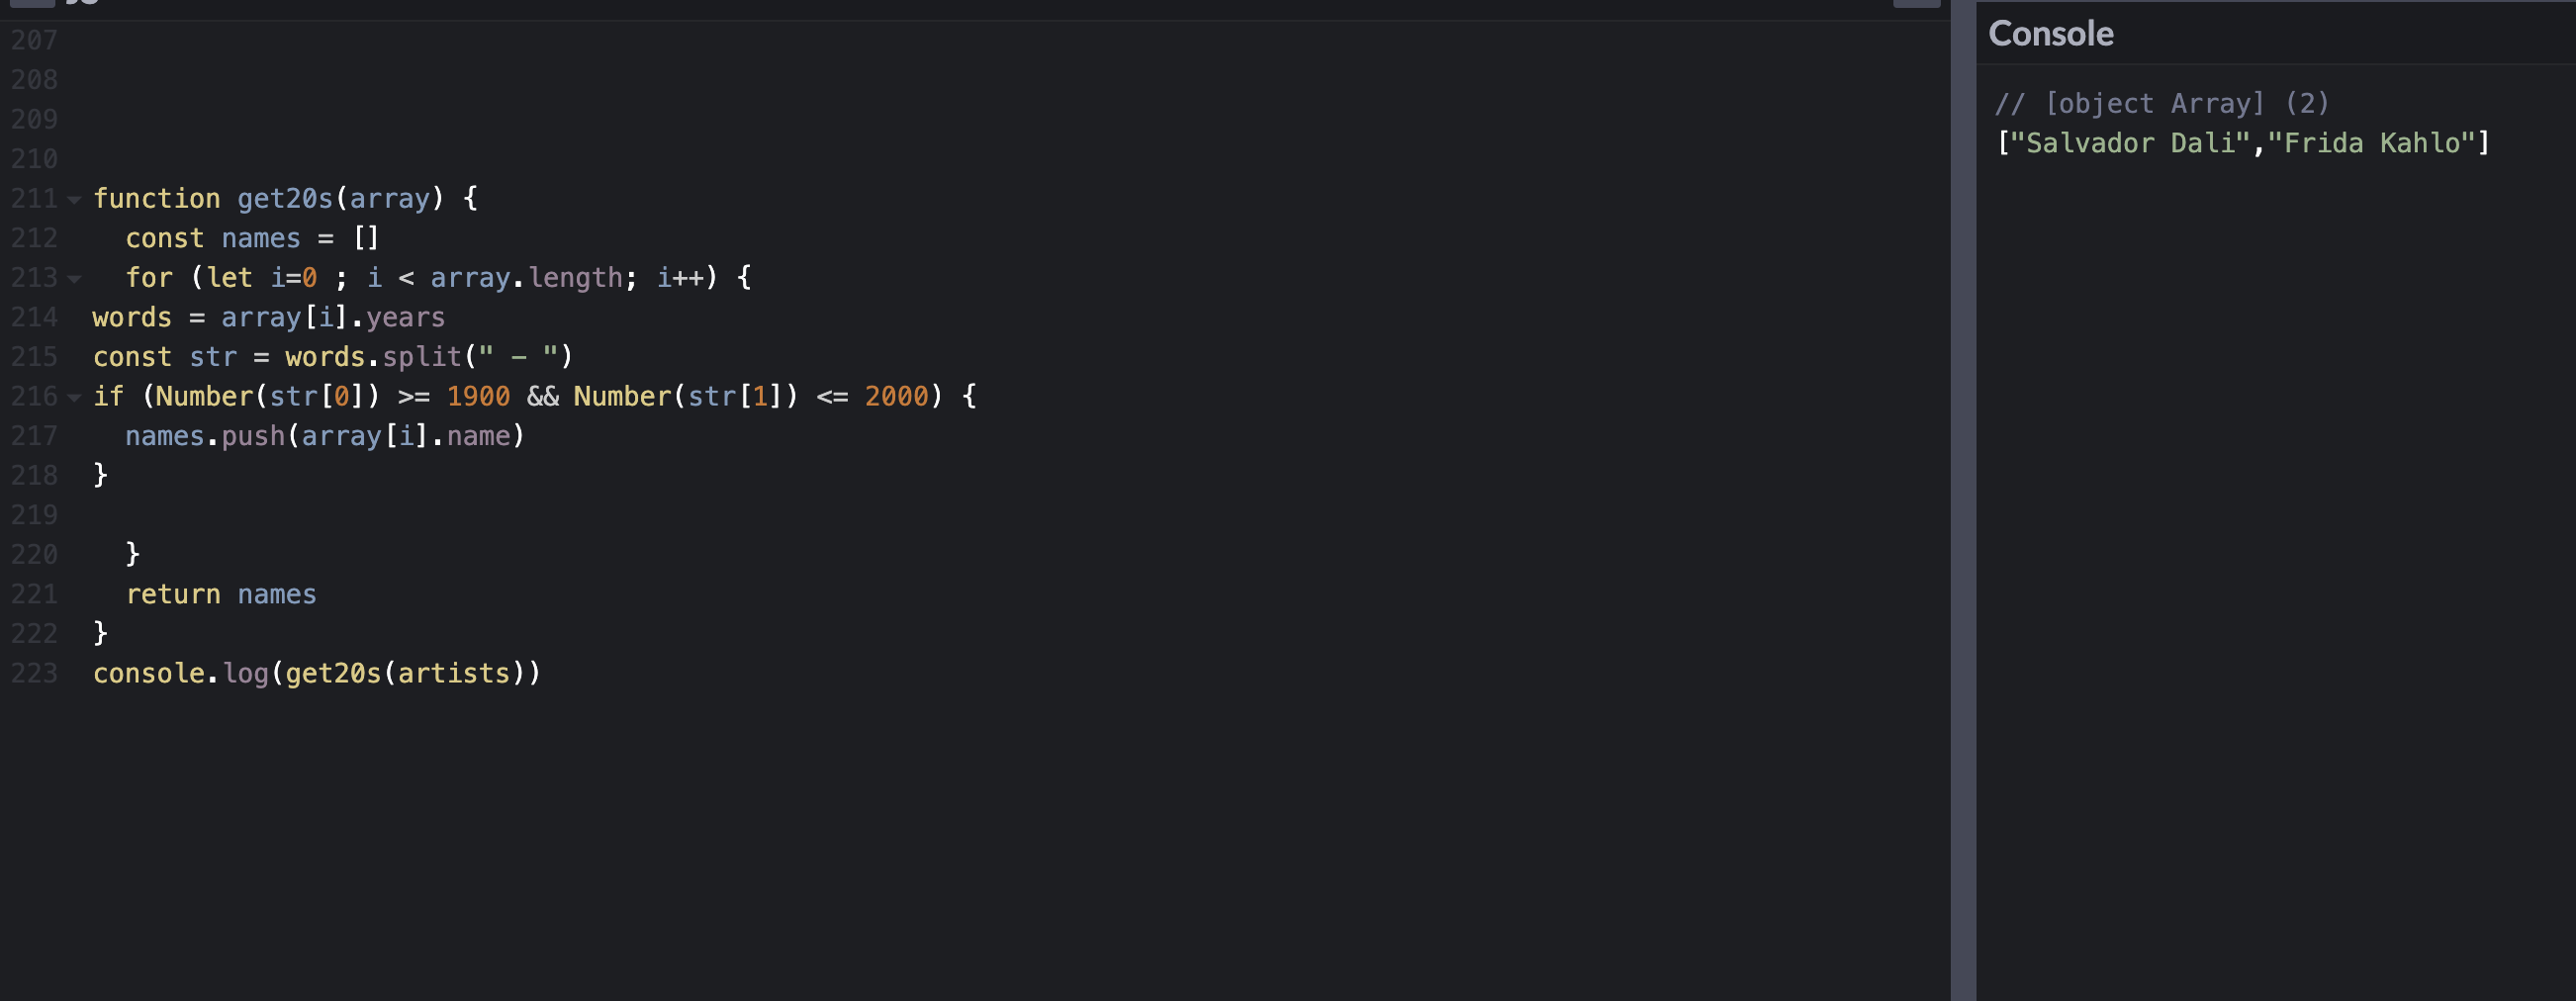 JS
207
208
209
210
211 function get20s(array) {
212 const names = []
213 for (let i=0 ; i < array.length; i++) {
214 words = array[i].years
215 const str = words.split(" – ")
216 if (Number(str[0]) >= 1900 && Number(str[1]) <= 2000) {
217 names.push(array[i].name)
218 }
219
220 }
221 return names
222 }
223 console.log(get20s(artists))
Console
// [object Array] (2)
["Salvador Dali","Frida Kahlo"]